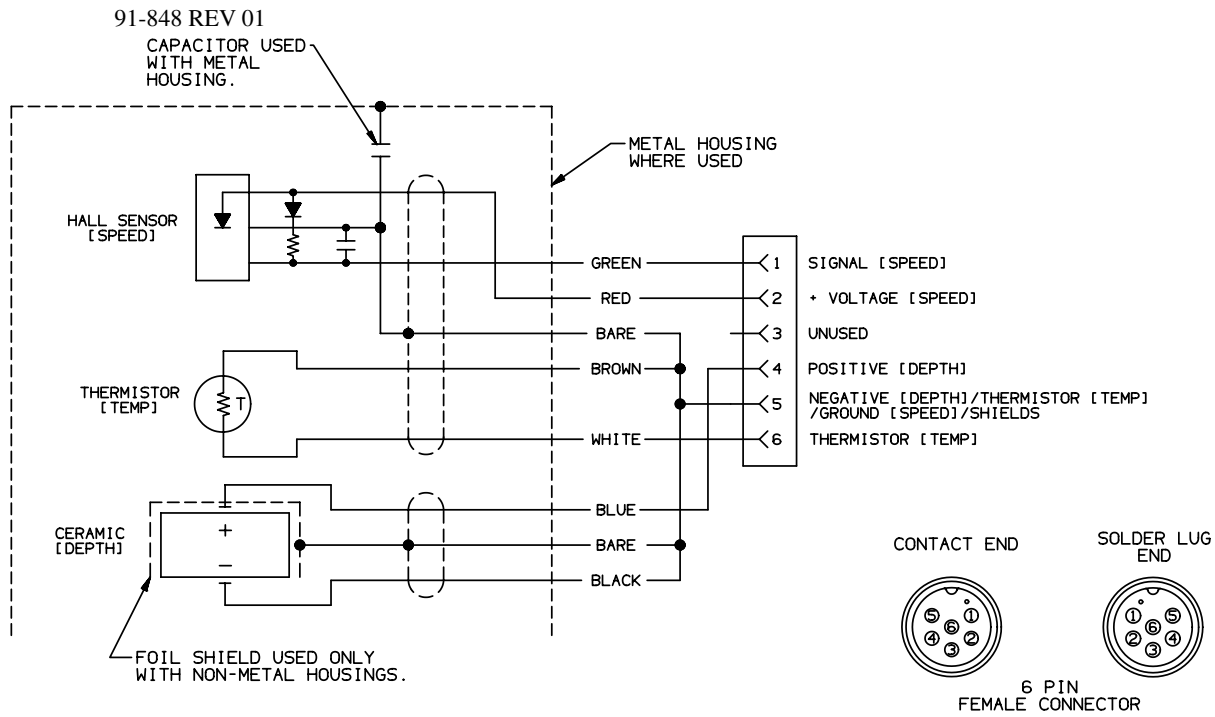 91-848 REV 01
CAPACITOR USED
WITH METAL
HOUSING.
METAL HOUSING
WHERE USED
HALL SENSOR
[SPEED]
GREEN
1
SIGNAL [SPEED]
RED
2
+ VOLTAGE [SPEED]
BARE
3
UNUSED
BROWN
4
POSITIVE [DEPTH]
THERMISTOR
[TEMP]
T
5
NEGATIVE [DEPTH]/THERMISTOR [TEMP]
/GROUND [SPEED]/SHIELDS
WHITE
6
THERMISTOR [TEMP]
BLUE
+
CERAMIC
[DEPTH]
BARE
−
BLACK
FOIL SHIELD USED ONLY
WITH NON-METAL HOUSINGS.
CONTACT END
5 1
6
4 2
3
SOLDER LUG
END
1 5
6
2 4
3
6 PIN
FEMALE CONNECTOR